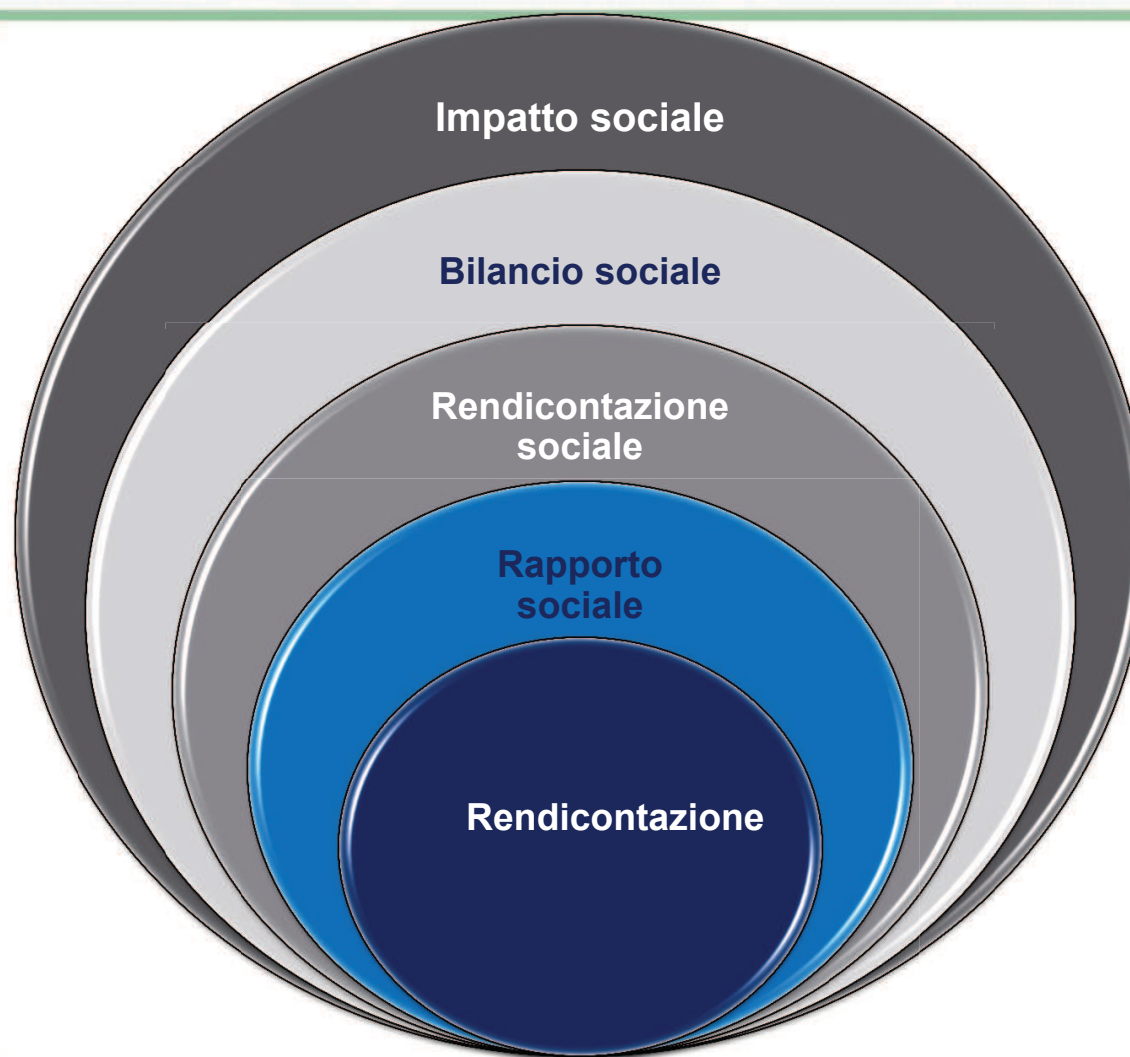 Impatto sociale
Bilancio sociale
Rendicontazione
sociale
Rapporto
sociale
Rendicontazione